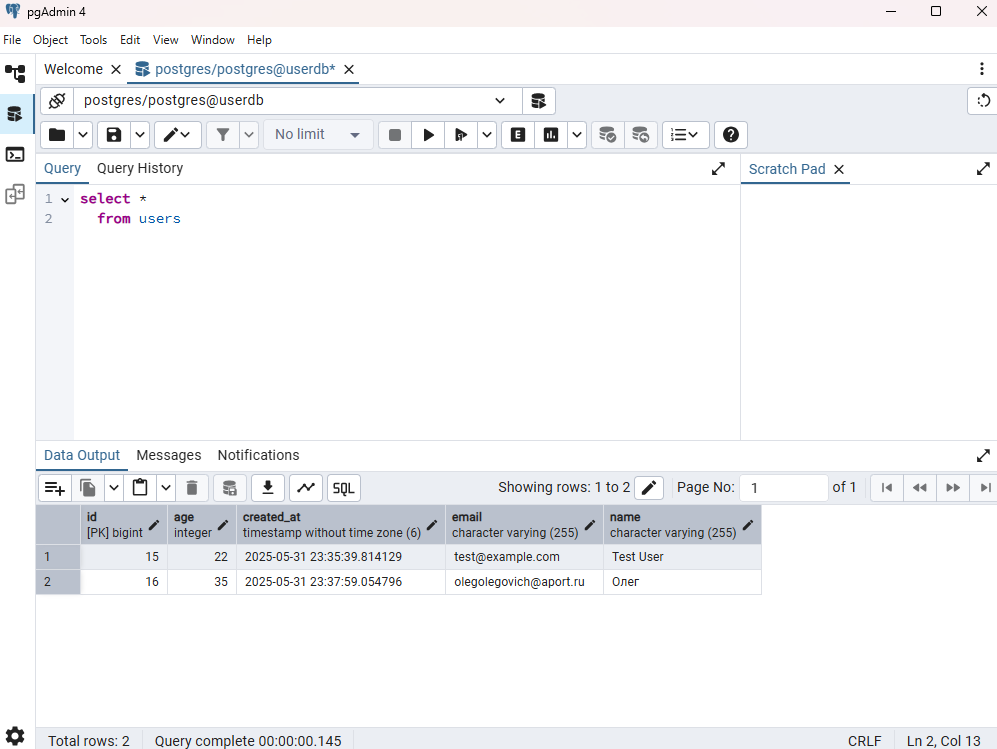 pgAdmin 4
File Object Tools Edit View Window Help
Welcome postgres/postgres@userdb*
postgres/postgres@userdb
No limit E
Query Query History Scratch Pad
1 select *
2 from users
Data Output Messages Notifications
SQL Showing rows: 1 to 2 Page No: 1 of 1
id age created_at email name
[PK] bigint integer timestamp without time zone (6) character varying (255) character varying (255)
1 15 22 2025-05-31 23:35:39.814129 test@example.com Test User
2 16 35 2025-05-31 23:37:59.054796 olegolegovich@aport.ru Олег
Total rows: 2 Query complete 00:00:00.145 CRLF Ln 2, Col 13